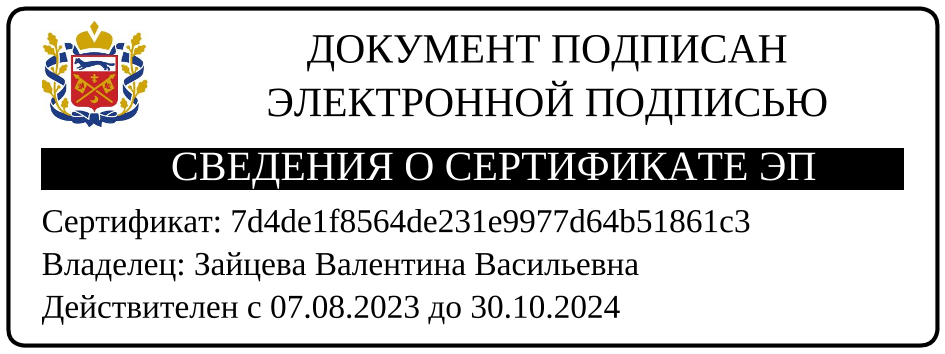 ДОКУМЕНТ ПОДПИСАН
ЭЛЕКТРОННОЙ ПОДПИСЬЮ
СВЕДЕНИЯ О СЕРТИФИКАТЕ ЭП
Сертификат: 7d4de1f8564de231e9977d64b51861c3
Владелец: Зайцева Валентина Васильевна
Действителен с 07.08.2023 до 30.10.2024